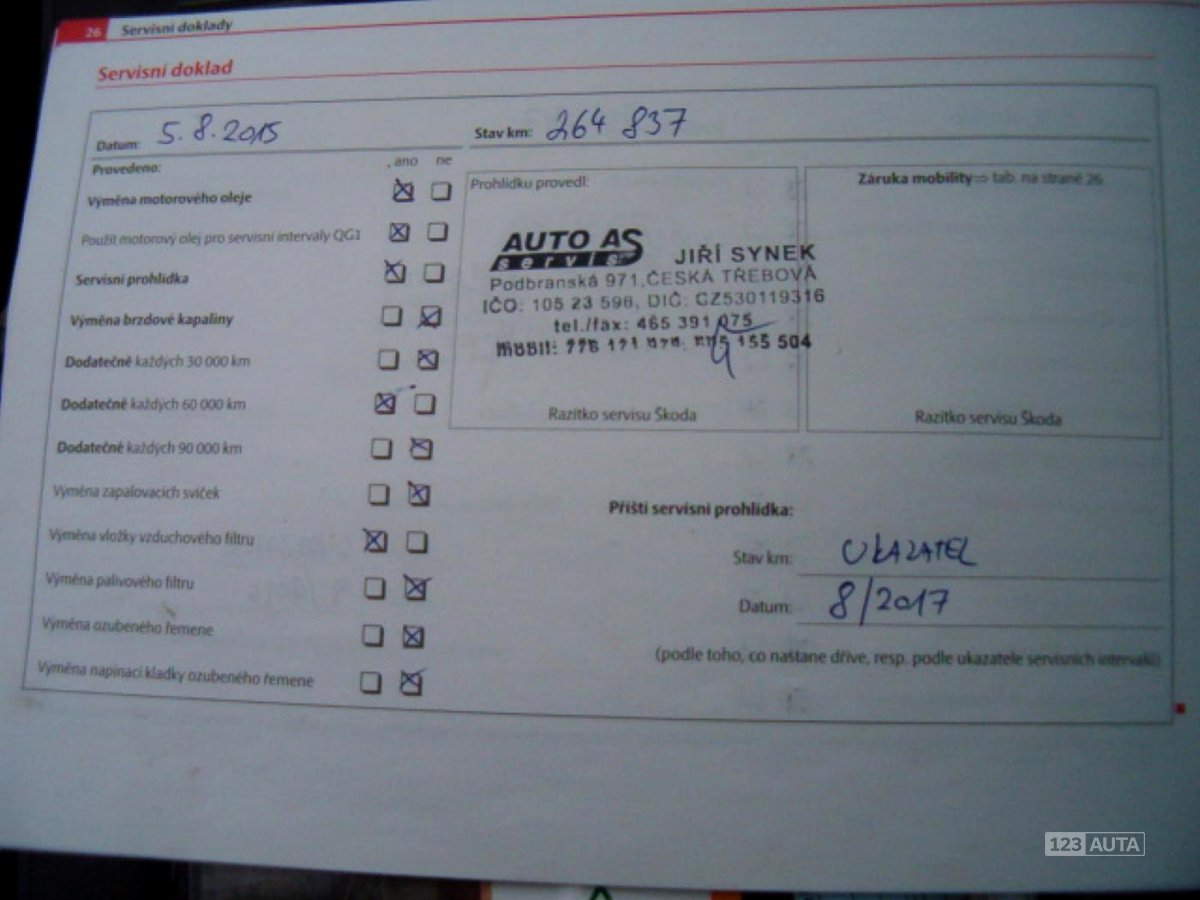 26 Servisní doklady
Servisní doklad
Datum: 5.8.2015 Stav km: 264 837
Provedeno: ano ne
Výměna motorového oleje
Použit motorový olej pro servisní intervaly QG1
Servisní prohlídka
Výměna brzdové kapaliny
Dodatečně každých 30 000 km
Dodatečně každých 60 000 km
Dodatečně každých 90 000 km
Výměna zapalovacích svíček
Výměna vložky vzduchového filtru
Výměna palivového filtru
Výměna ozubeného řemene
Výměna napínací kladky ozubeného řemene
Prohlídku provedl:
AUTO AS
servis JIŘÍ SYNEK
Podbranská 971, ČESKÁ TŘEBOVÁ
IČO: 105 23 596, DIČ: CZ530119316
tel./fax: 465 391 075
155 504
Razítko servisu Škoda
Záruka mobility⇒ tab. na straně 26
Razítko servisu Škoda
Příští servisní prohlídka:
Stav km: UKAZATEL
Datum: 8/2017
(podle toho, co nastane dříve, resp. podle ukazatele servisních intervalů)
123 AUTA